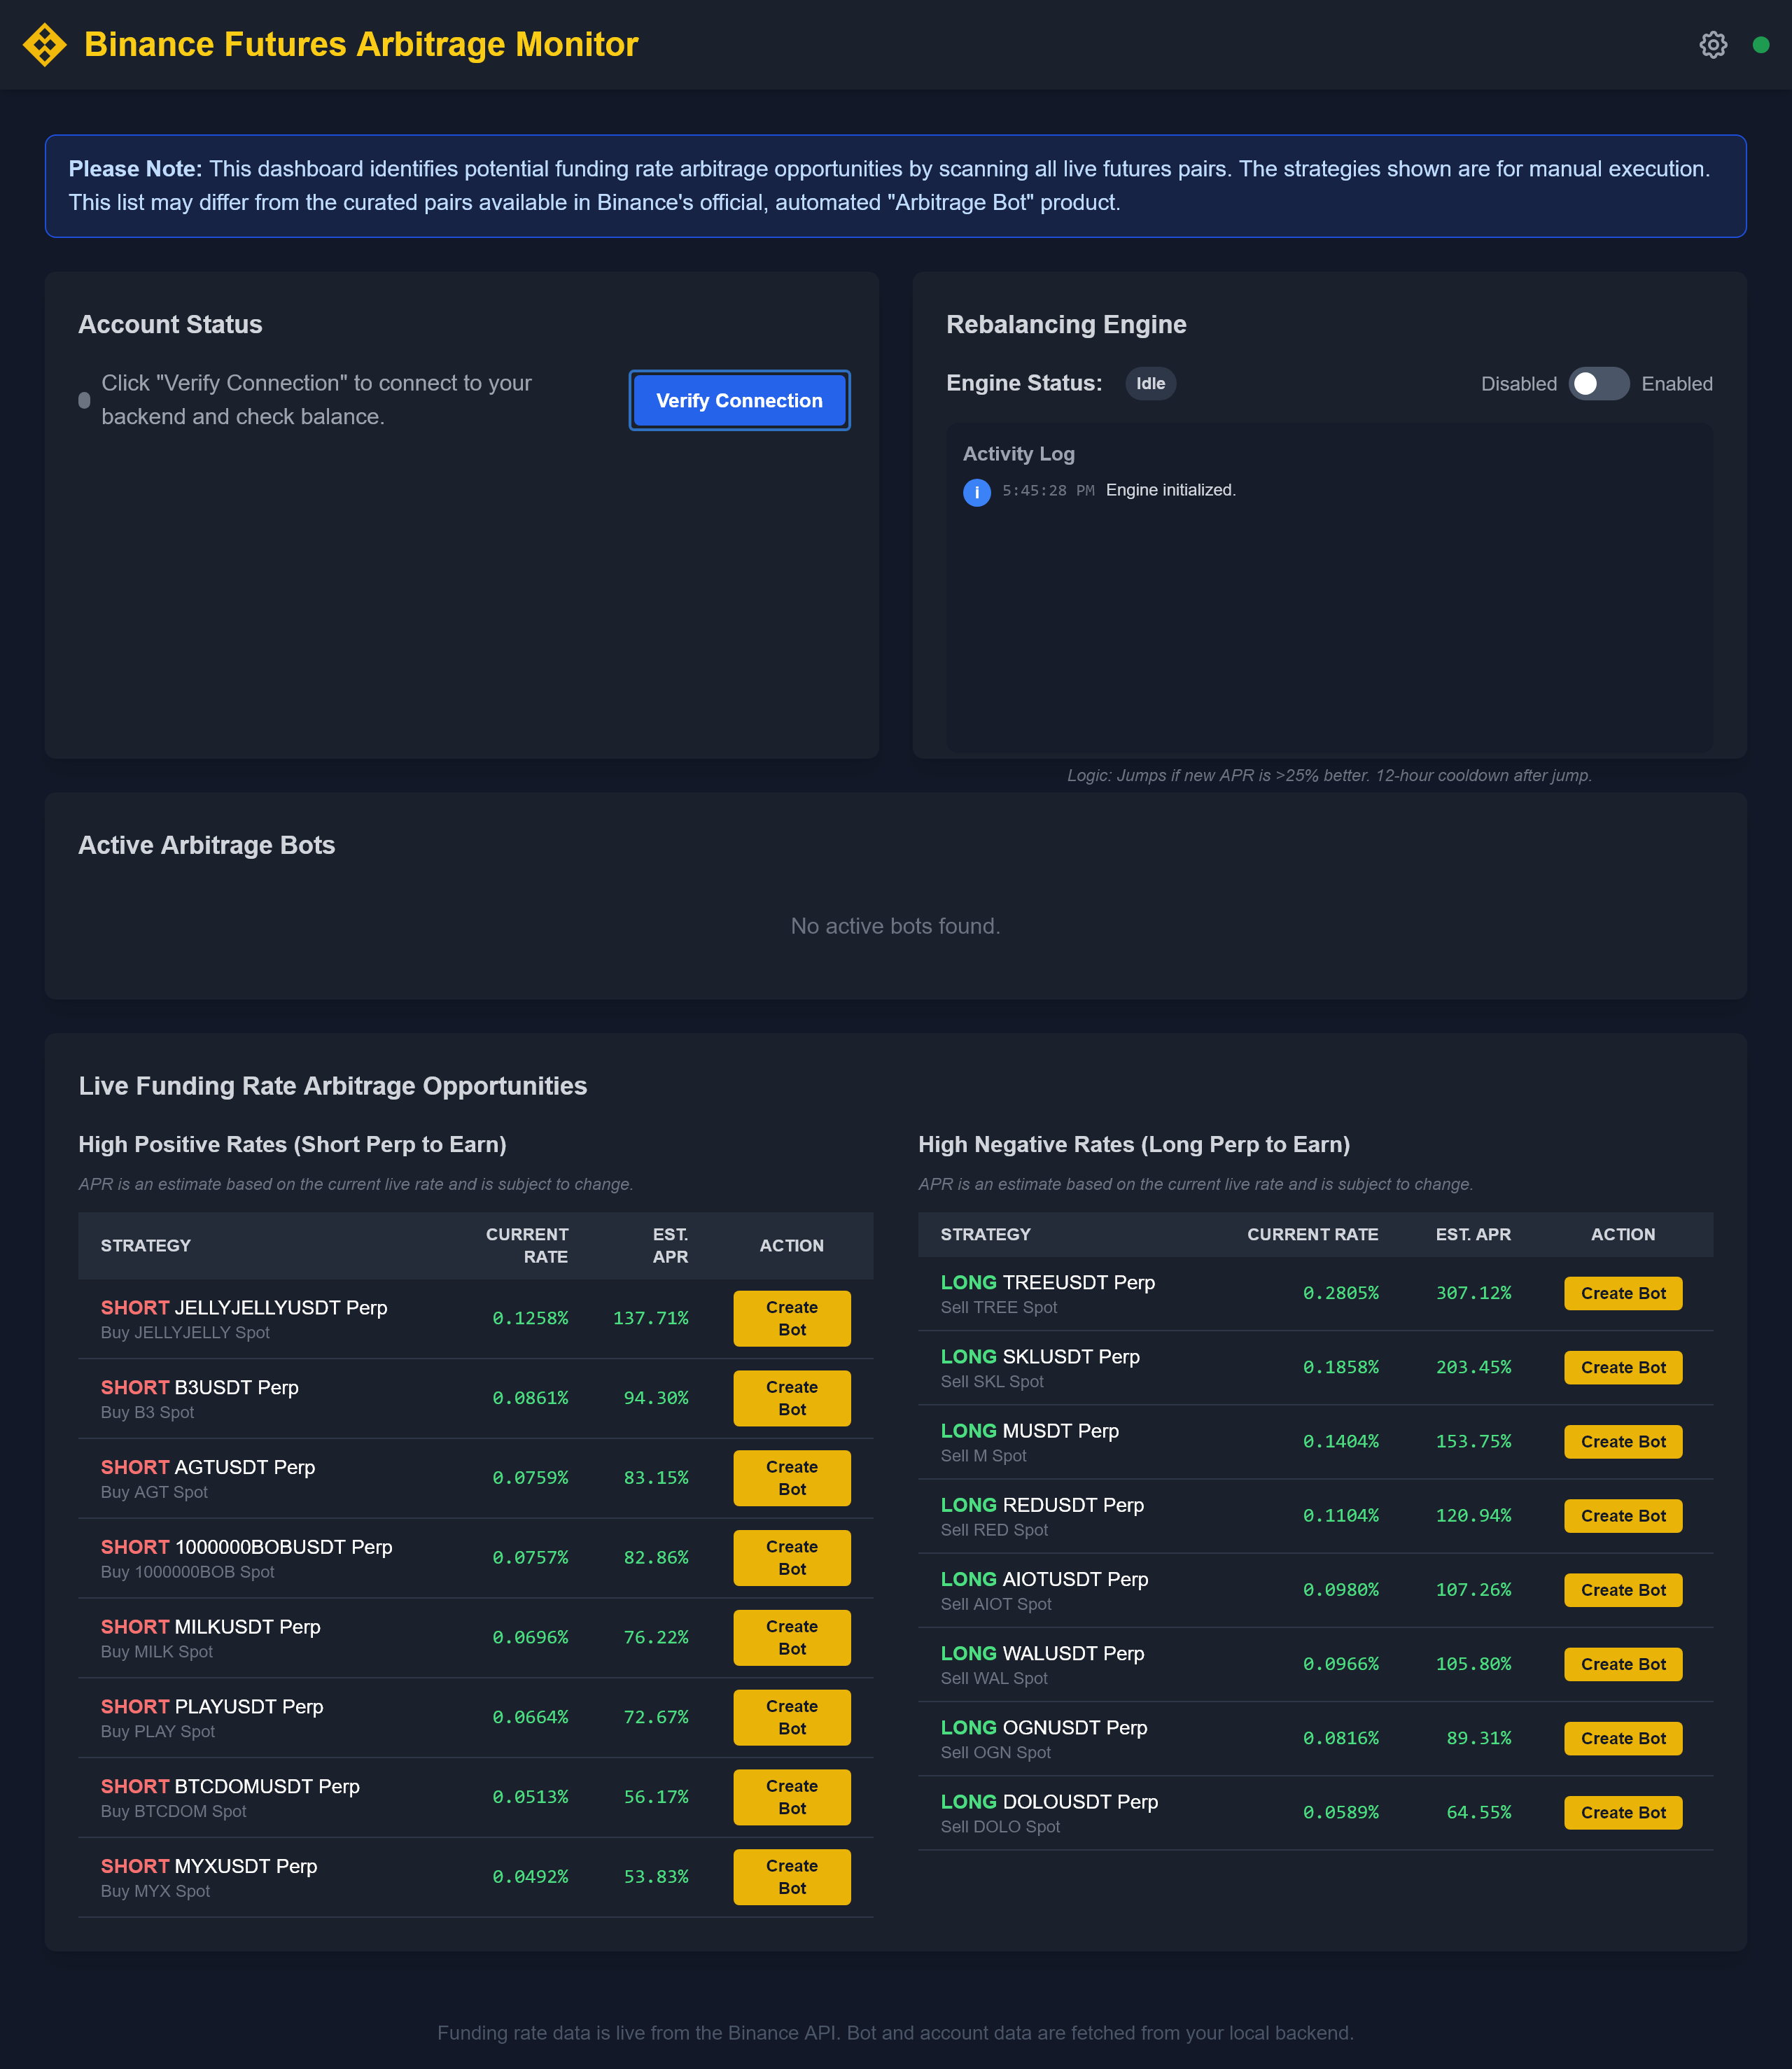 Binance Futures Arbitrage Monitor
Please Note: This dashboard identifies potential funding rate arbitrage opportunities by scanning all live futures pairs. The strategies shown are for manual execution.
This list may differ from the curated pairs available in Binance's official, automated "Arbitrage Bot" product.
Account Status
Click "Verify Connection" to connect to your
backend and check balance.
Verify Connection
Rebalancing Engine
Engine Status: Idle Disabled Enabled
Activity Log
i 5:45:28 PM Engine initialized.
Logic: Jumps if new APR is >25% better. 12-hour cooldown after jump.
Active Arbitrage Bots
No active bots found.
Live Funding Rate Arbitrage Opportunities
High Positive Rates (Short Perp to Earn)
APR is an estimate based on the current live rate and is subject to change.
STRATEGY CURRENT RATE EST. APR ACTION
SHORT JELLYJELLYUSDT Perp 0.1258% 137.71% Create Bot
Buy JELLYJELLY Spot
SHORT B3USDT Perp 0.0861% 94.30% Create Bot
Buy B3 Spot
SHORT AGTUSDT Perp 0.0759% 83.15% Create Bot
Buy AGT Spot
SHORT 1000000BOBUSDT Perp 0.0757% 82.86% Create Bot
Buy 1000000BOB Spot
SHORT MILKUSDT Perp 0.0696% 76.22% Create Bot
Buy MILK Spot
SHORT PLAYUSDT Perp 0.0664% 72.67% Create Bot
Buy PLAY Spot
SHORT BTCDOMUSDT Perp 0.0513% 56.17% Create Bot
Buy BTCDOM Spot
SHORT MYXUSDT Perp 0.0492% 53.83% Create Bot
Buy MYX Spot
High Negative Rates (Long Perp to Earn)
APR is an estimate based on the current live rate and is subject to change.
STRATEGY CURRENT RATE EST. APR ACTION
LONG TREEUSDT Perp 0.2805% 307.12% Create Bot
Sell TREE Spot
LONG SKLUSDT Perp 0.1858% 203.45% Create Bot
Sell SKL Spot
LONG MUSDT Perp 0.1404% 153.75% Create Bot
Sell M Spot
LONG REDUSDT Perp 0.1104% 120.94% Create Bot
Sell RED Spot
LONG AIOTUSDT Perp 0.0980% 107.26% Create Bot
Sell AIOT Spot
LONG WALUSDT Perp 0.0966% 105.80% Create Bot
Sell WAL Spot
LONG OGNUSDT Perp 0.0816% 89.31% Create Bot
Sell OGN Spot
LONG DOLOUSDT Perp 0.0589% 64.55% Create Bot
Sell DOLO Spot
Funding rate data is live from the Binance API. Bot and account data are fetched from your local backend.